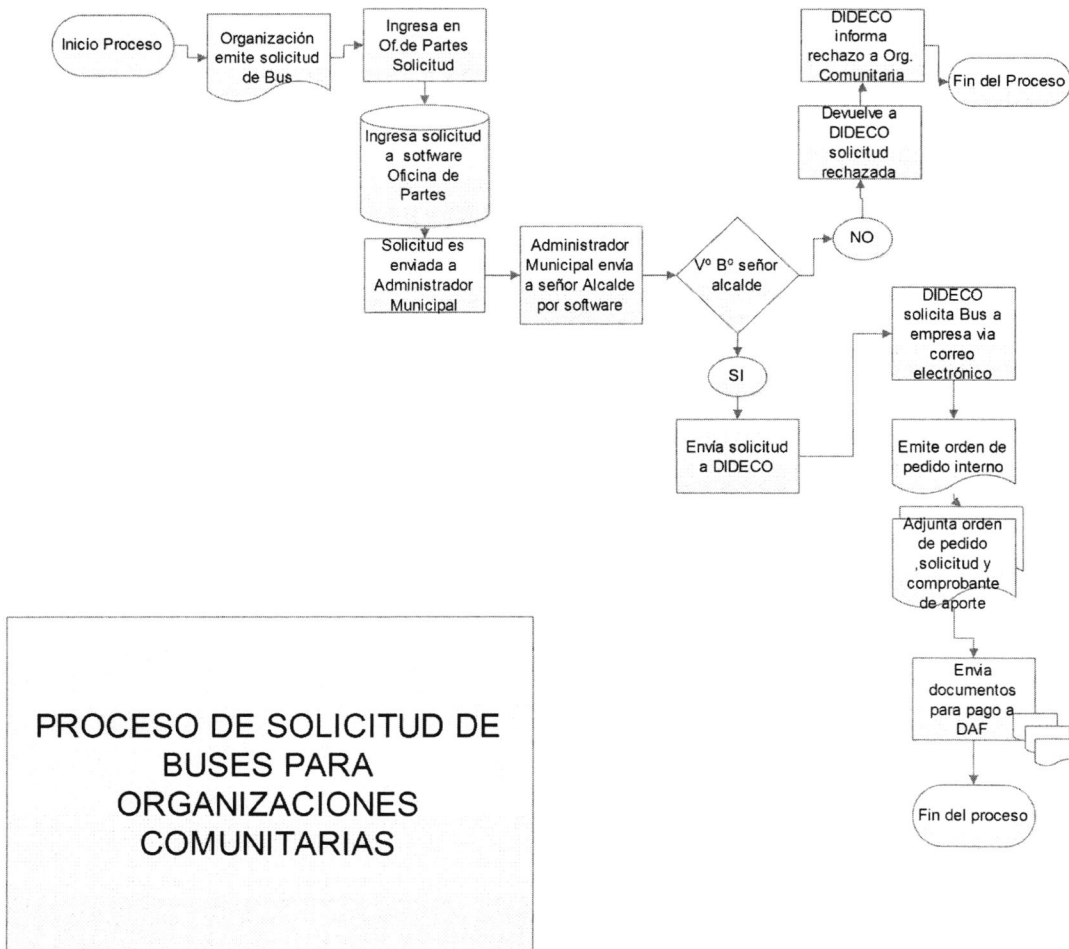 Inicio Proceso
Organización
emite solicitud
de Bus
Ingresa en
Of.de Partes
Solicitud
Ingresa solicitud
a sotfware
Oficina de
Partes
Solicitud es
enviada a
Administrador
Municipal
Administrador
Municipal envía
a señor Alcalde
por software
Vº Bº señor
alcalde
NO
Devuelve a
DIDECO
solicitud
rechazada
DIDECO
informa
rechazo a Org.
Comunitaria
Fin del Proceso
SI
Envía solicitud
a DIDECO
DIDECO
solicita Bus a
empresa via
correo
electrónico
Emite orden de
pedido interno
Adjunta orden
de pedido
,solicitud y
comprobante
de aporte
Envia
documentos
para pago a
DAF
Fin del proceso
PROCESO DE SOLICITUD DE
BUSES PARA
ORGANIZACIONES
COMUNITARIAS